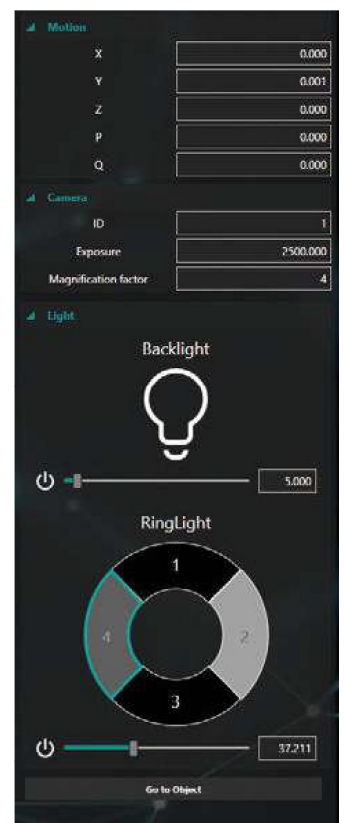 Motion
X 0.000
Y 0.001
Z 0.000
P 0.000
Q 0.000
Camera
ID 1
Exposure 2500.000
Magnification factor 4
Light
Backlight
5.000
RingLight
1
4 2
3
37.211
Go to Object